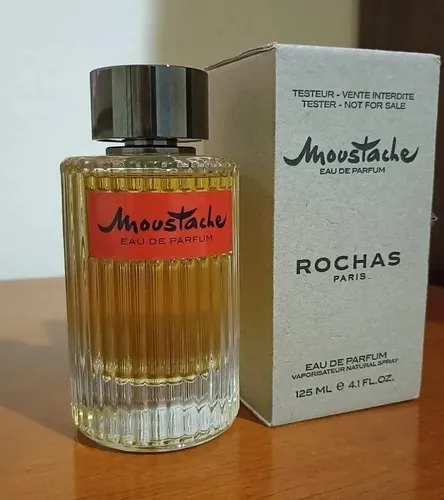 Moustache
EAU DE PARFUM
TESTEUR - VENTE INTERDITE
TESTER - NOT FOR SALE
Moustache
EAU DE PARFUM
ROCHAS
PARIS
EAU DE PARFUM
VAPORISATEUR NATURAL SPRAY
125 ML ℮ 4.1 FL.OZ.